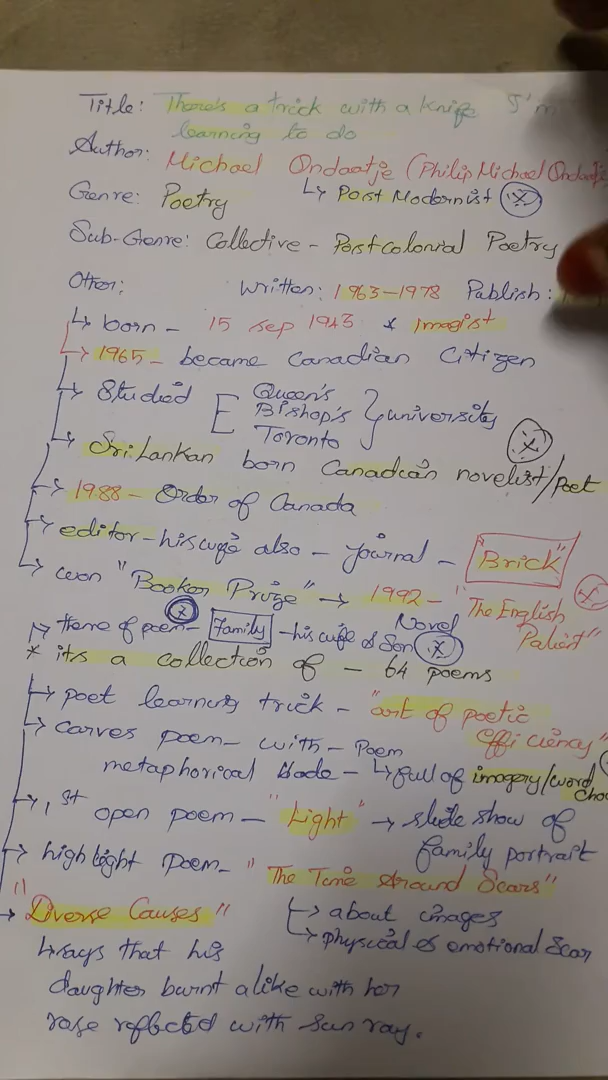 Title: There's a trick with a knife I'm
learning to do
Author: Michael Ondaatje (Philip Michael Ondaatje
Genre: Poetry ↳ Post Modernist
Sub-Genre: Collective - Postcolonial Poetry
Other: Written: 1963-1978 Publish:
↳ born - 15 sep 1943 * Imagist
→ 1965 - became Canadian Citizen
→ Studied [ Queen's
Bishop's } university
Toronto
→ Sri Lankan born Canadian novelist/poet
→ 1988 - Order of Canada
→ editor - his wife also - journal - "Brick"
→ won "Booker Prize" → 1992 - "The English
Patient"
Novel
→ theme of poem - Family - his wife & Son
* its a collection of - 64 poems
→ poet learning trick - "art of poetic
efficiency"
→ carves poem - with - Poem
metaphorical blade - ↳ full of imagery/word
choi
→ 1st open poem - "Light" → slide show of
family portrait
→ highlight poem - "The Time Around Scars"
→ about images
→ physical & emotional Scar
→ "Diverse Causes"
↳ says that his
daughter burnt alike with her
rose reflected with sun ray.